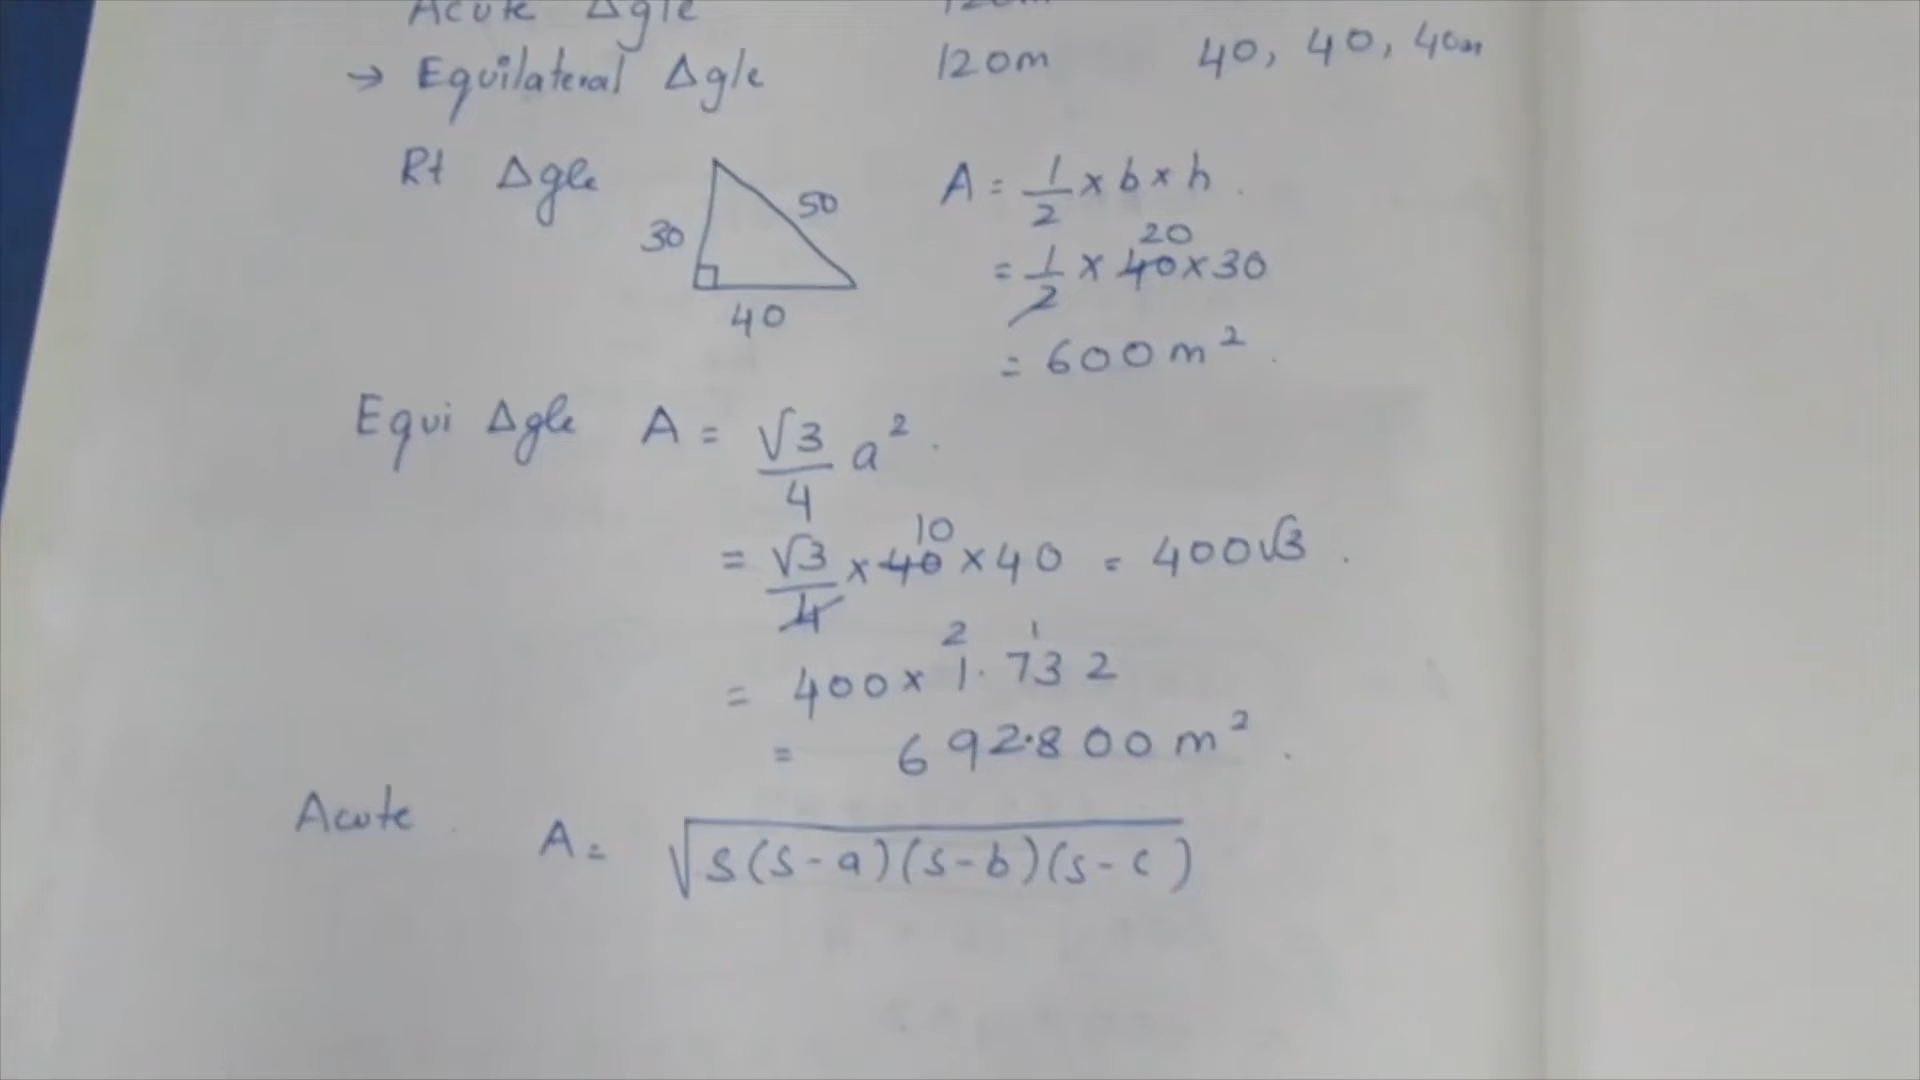 Acute Δgle 120m
→ Equilateral Δgle 120m 40, 40, 40m
Rt Δgle 30 50 40
A = 1/2 × b × h.
= 1/2 × 40 × 30 20
= 600 m².
Equi Δgle A = √3/4 a².
= √3/4 × 40 × 40 = 400√3. 10
= 400 × 1.732 2 1
= 692.800 m².
Acute A = √s(s-a)(s-b)(s-c)